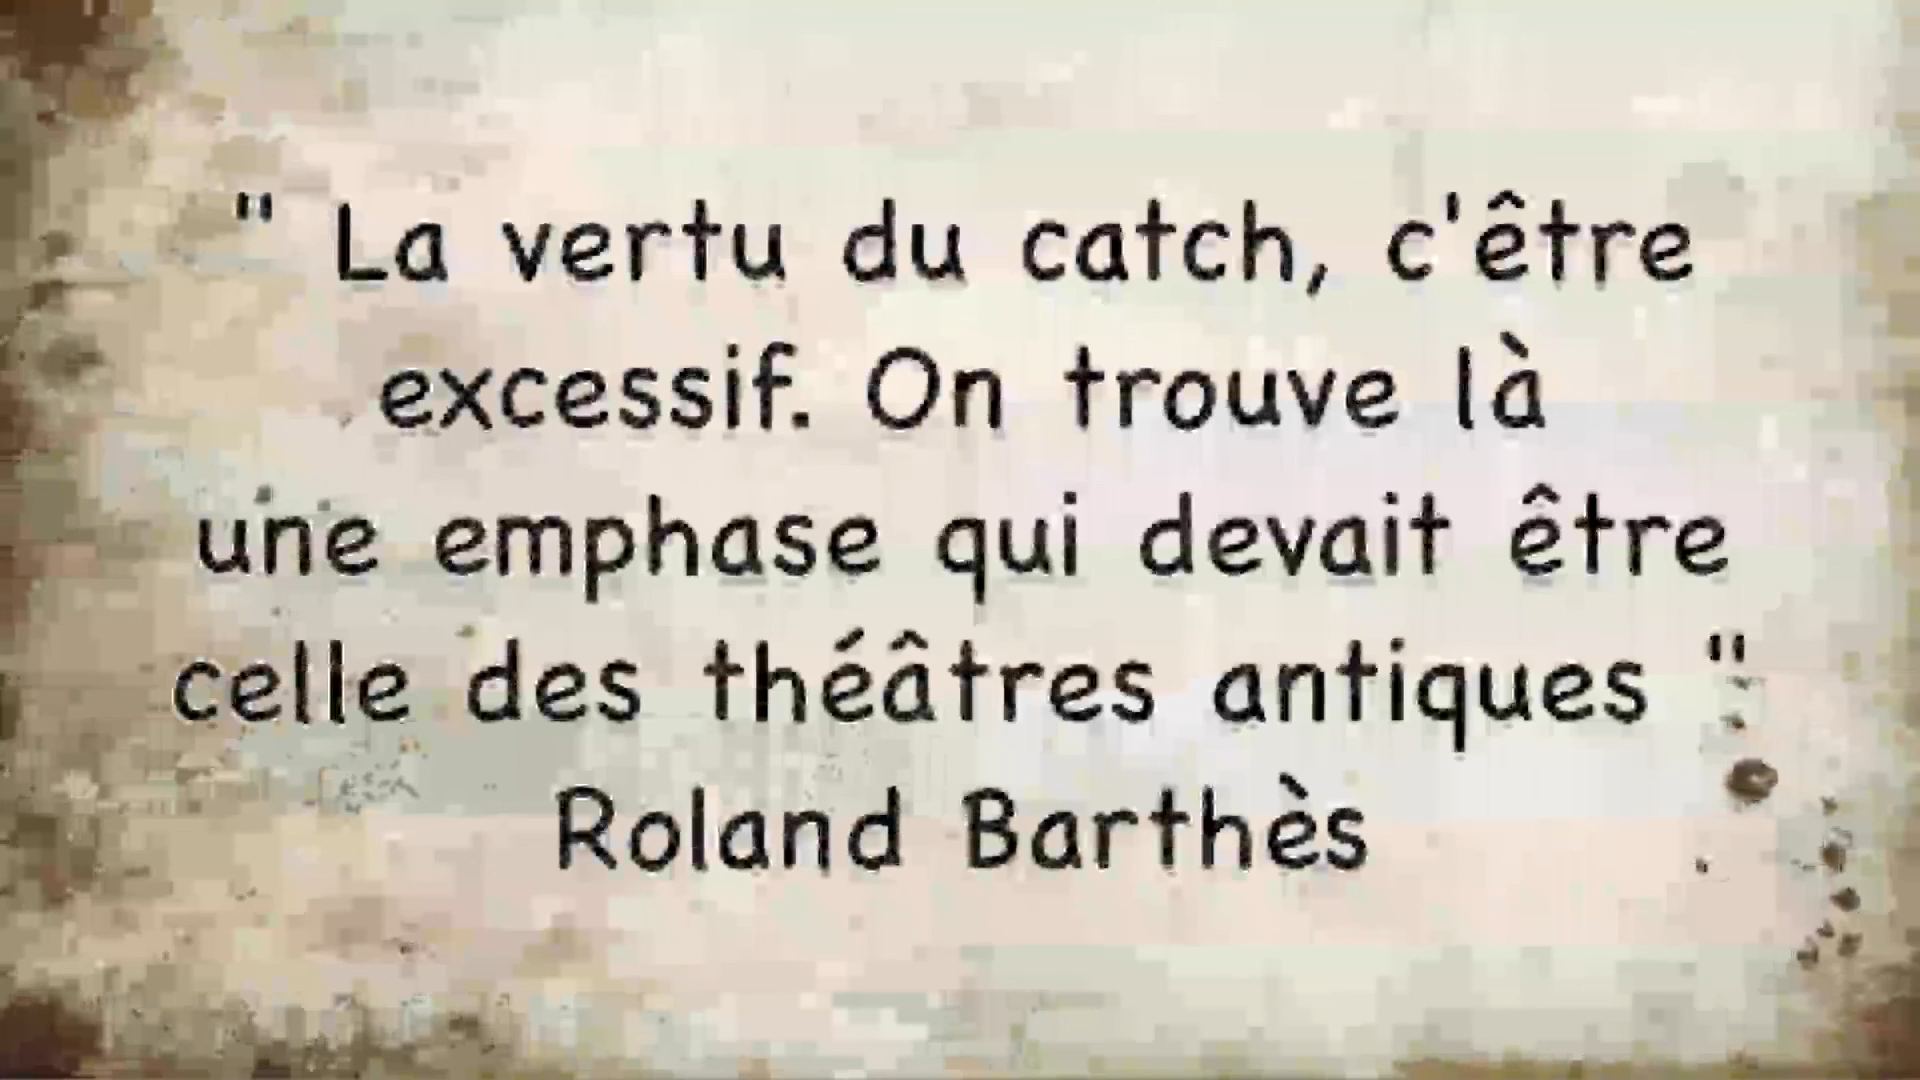 " La vertu du catch, c'être
excessif. On trouve là
une emphase qui devait être
celle des théâtres antiques "
Roland Barthès